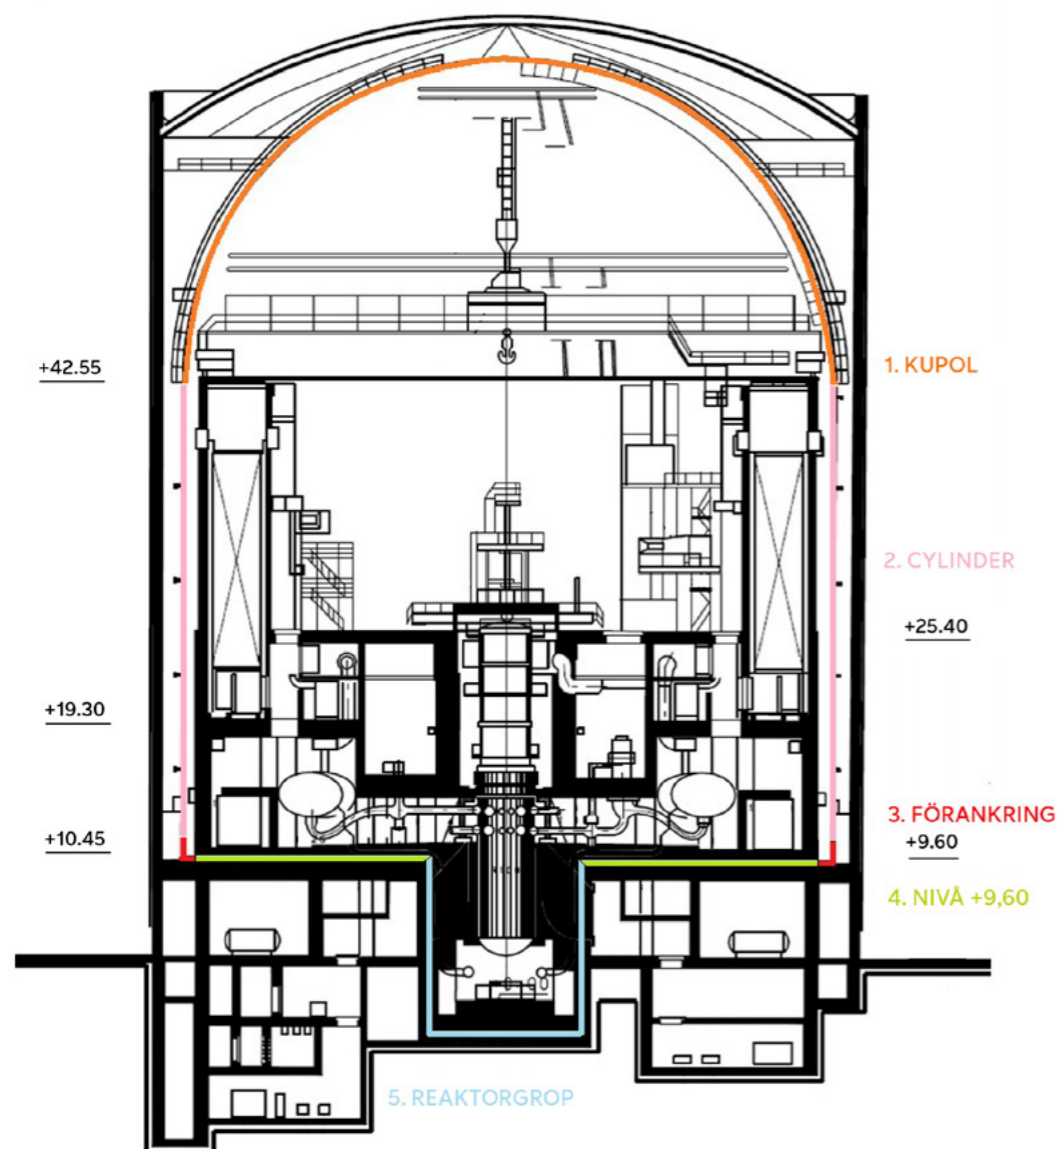 +42.55
1. KUPOL
2. CYLINDER
+25.40
+19.30
3. FÖRANKRING
+10.45
+9.60
4. NIVÅ +9,60
5. REAKTORGROP